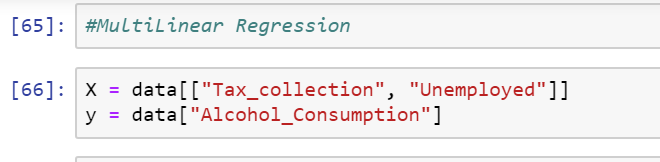 [65]: #MultiLinear Regression
[66]: X = data[["Tax_collection", "Unemployed"]]
y = data["Alcohol_Consumption"]